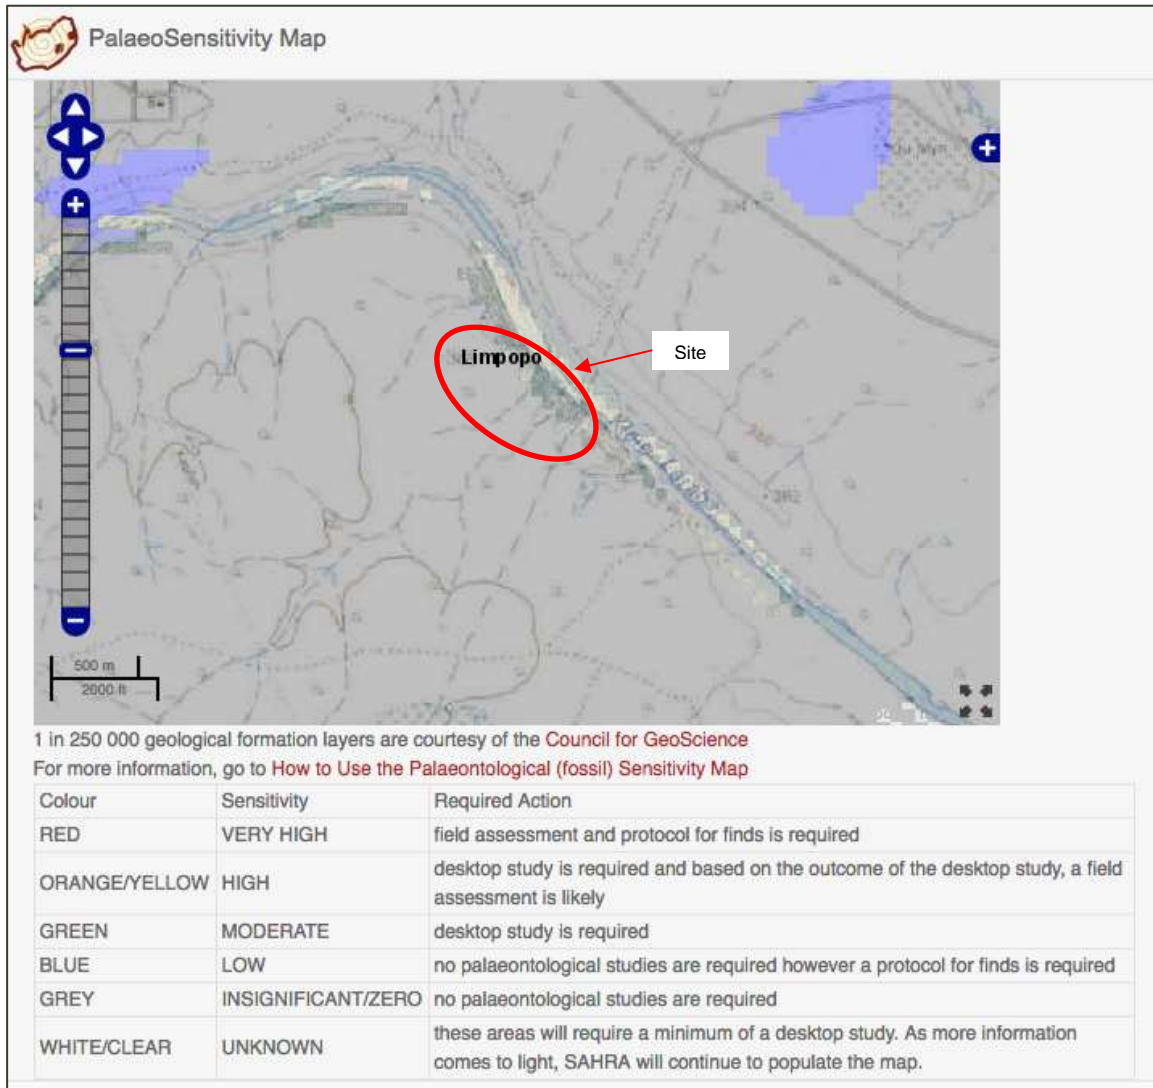 PalaeoSensitivity Map
Limpopo
Site
500 m
2000 ft
1 in 250 000 geological formation layers are courtesy of the Council for GeoScience
For more information, go to How to Use the Palaeontological (fossil) Sensitivity Map
Colour Sensitivity Required Action
RED VERY HIGH field assessment and protocol for finds is required
ORANGE/YELLOW HIGH desktop study is required and based on the outcome of the desktop study, a field
assessment is likely
GREEN MODERATE desktop study is required
BLUE LOW no palaeontological studies are required however a protocol for finds is required
GREY INSIGNIFICANT/ZERO no palaeontological studies are required
WHITE/CLEAR UNKNOWN these areas will require a minimum of a desktop study. As more information
comes to light, SAHRA will continue to populate the map.